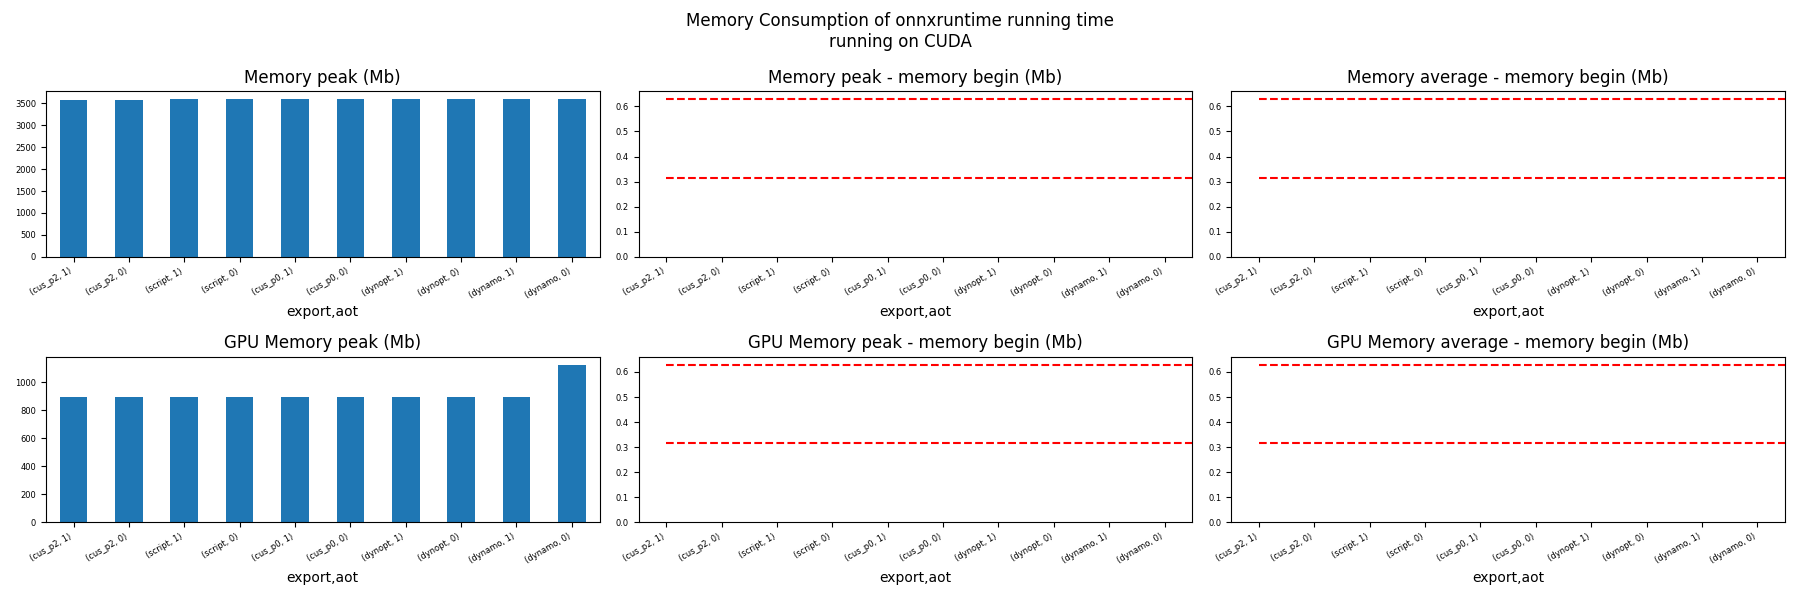 Memory Consumption of onnxruntime running time
running on CUDA
Memory peak (Mb)
3500
3000
2500
2000
1500
1000
500
0
(cus_p2, 1)
(cus_p2, 0)
(script, 1)
(script, 0)
(cus_p0, 1)
(cus_p0, 0)
(dynopt, 1)
(dynopt, 0)
(dynamo, 1)
(dynamo, 0)
export,aot
Memory peak - memory begin (Mb)
0.6
0.5
0.4
0.3
0.2
0.1
0.0
(cus_p2, 1)
(cus_p2, 0)
(script, 1)
(script, 0)
(cus_p0, 1)
(cus_p0, 0)
(dynopt, 1)
(dynopt, 0)
(dynamo, 1)
(dynamo, 0)
export,aot
Memory average - memory begin (Mb)
0.6
0.5
0.4
0.3
0.2
0.1
0.0
(cus_p2, 1)
(cus_p2, 0)
(script, 1)
(script, 0)
(cus_p0, 1)
(cus_p0, 0)
(dynopt, 1)
(dynopt, 0)
(dynamo, 1)
(dynamo, 0)
export,aot
GPU Memory peak (Mb)
1000
800
600
400
200
0
(cus_p2, 1)
(cus_p2, 0)
(script, 1)
(script, 0)
(cus_p0, 1)
(cus_p0, 0)
(dynopt, 1)
(dynopt, 0)
(dynamo, 1)
(dynamo, 0)
export,aot
GPU Memory peak - memory begin (Mb)
0.6
0.5
0.4
0.3
0.2
0.1
0.0
(cus_p2, 1)
(cus_p2, 0)
(script, 1)
(script, 0)
(cus_p0, 1)
(cus_p0, 0)
(dynopt, 1)
(dynopt, 0)
(dynamo, 1)
(dynamo, 0)
export,aot
GPU Memory average - memory begin (Mb)
0.6
0.5
0.4
0.3
0.2
0.1
0.0
(cus_p2, 1)
(cus_p2, 0)
(script, 1)
(script, 0)
(cus_p0, 1)
(cus_p0, 0)
(dynopt, 1)
(dynopt, 0)
(dynamo, 1)
(dynamo, 0)
export,aot